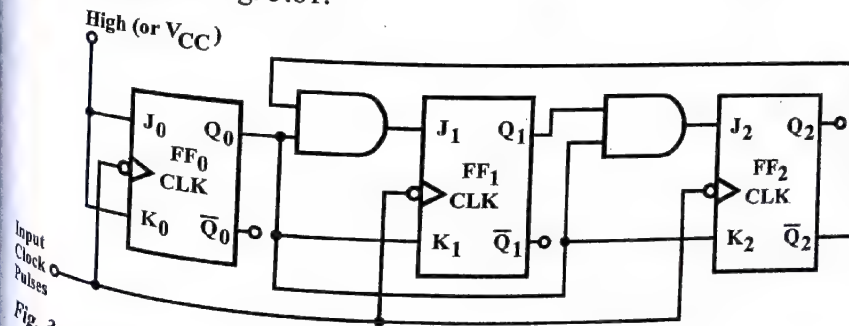 High (or VCC)
J0 Q0
FF0
CLK
K0 Q̅0
J1 Q1
FF1
CLK
K1 Q̅1
J2 Q2
FF2
CLK
K2 Q̅2
Input
Clock
Pulses
Fig.